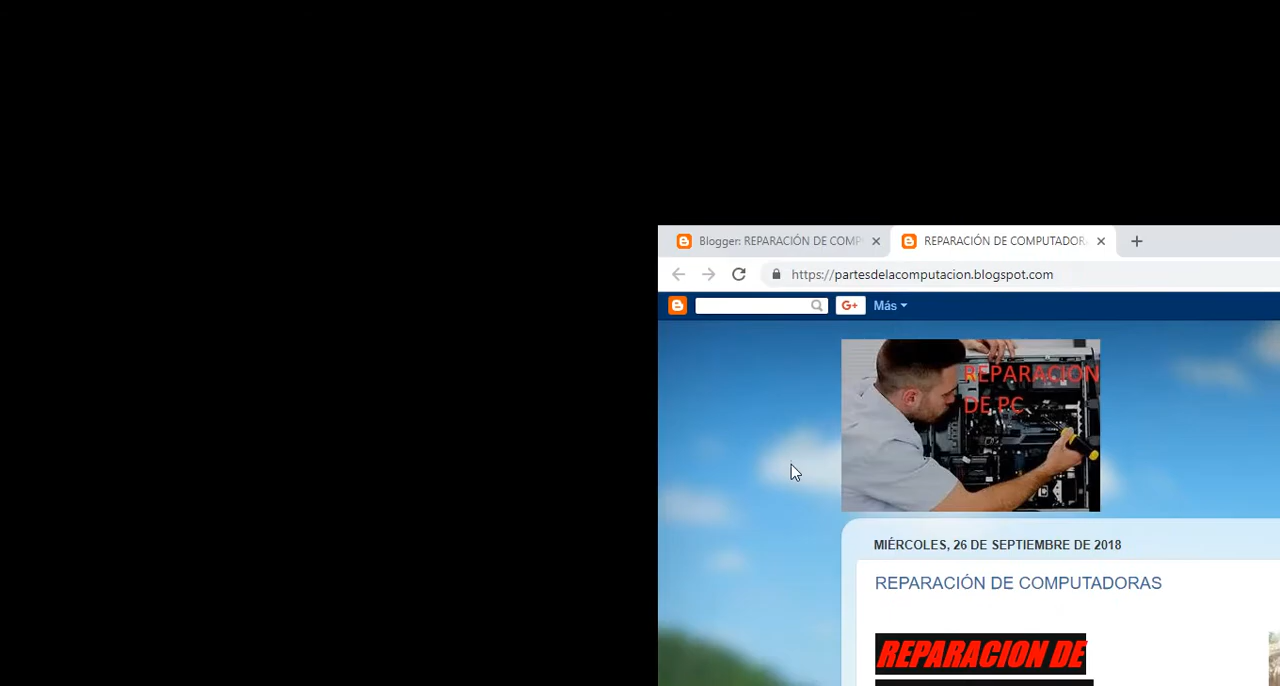 Blogger: REPARACIÓN DE COMP
REPARACIÓN DE COMPUTADORA
https://partesdelacomputacion.blogspot.com
G+ Más
REPARACION
DE PC
MIÉRCOLES, 26 DE SEPTIEMBRE DE 2018
REPARACIÓN DE COMPUTADORAS
REPARACION DE